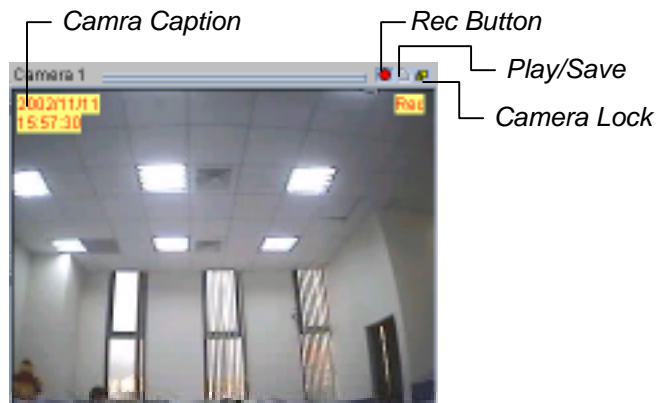 Camra Caption
Rec Button
Play/Save
Camera Lock
Camera 1
2002/11/11
15:57:30
Rec